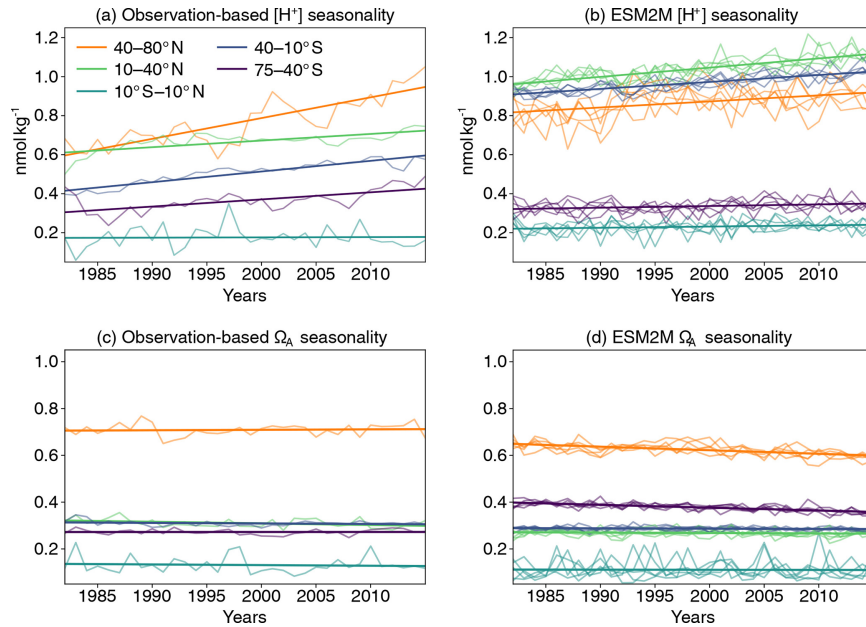 (a) Observation-based [H⁺] seasonality
(b) ESM2M [H⁺] seasonality
1.2
1.0
0.8
0.6
0.4
0.2
nmol kg⁻¹
40–80°N
10–40°N
10°S–10°N
40–10°S
75–40°S
1985 1990 1995 2000 2005 2010
Years
1.2
1.0
0.8
0.6
0.4
0.2
nmol kg⁻¹
1985 1990 1995 2000 2005 2010
Years
(c) Observation-based Ω_A seasonality
(d) ESM2M Ω_A seasonality
1.0
0.8
0.6
0.4
0.2
1985 1990 1995 2000 2005 2010
Years
1.0
0.8
0.6
0.4
0.2
1985 1990 1995 2000 2005 2010
Years